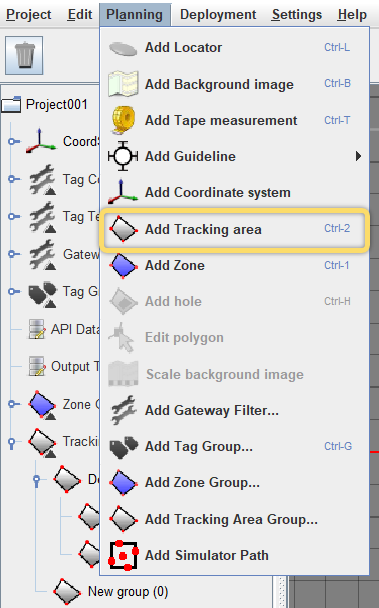 Project Edit Planning Deployment Settings Help
Project001
Add Locator Ctrl-L
Add Background image Ctrl-B
Add Tape measurement Ctrl-T
Add Guideline
Add Coordinate system
Add Tracking area Ctrl-2
Add Zone Ctrl-1
Add hole Ctrl-H
Edit polygon
Scale background image
Add Gateway Filter...
Add Tag Group... Ctrl-G
Add Zone Group...
Add Tracking Area Group...
Add Simulator Path
CoordS
Tag Co
Tag Te
Gatew
Tag Gr
API Data
Output T
Zone G
Trackin
De
New group (0)